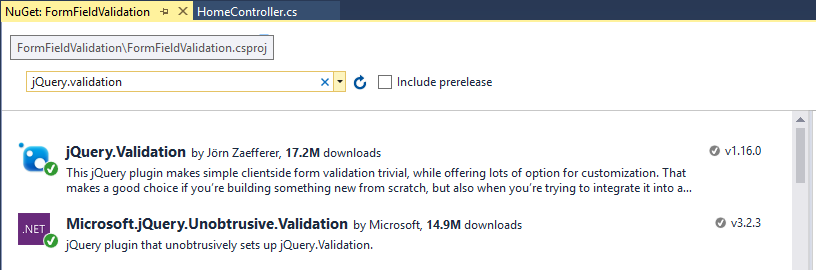 NuGet: FormFieldValidation
HomeController.cs
FormFieldValidation\FormFieldValidation.csproj
jQuery.validation
Include prerelease
jQuery.Validation by Jörn Zaefferer, 17.2M downloads
v1.16.0
This jQuery plugin makes simple clientside form validation trivial, while offering lots of option for customization. That
makes a good choice if you're building something new from scratch, but also when you're trying to integrate it into a...
.NET
Microsoft.jQuery.Unobtrusive.Validation by Microsoft, 14.9M downloads
v3.2.3
jQuery plugin that unobtrusively sets up jQuery.Validation.